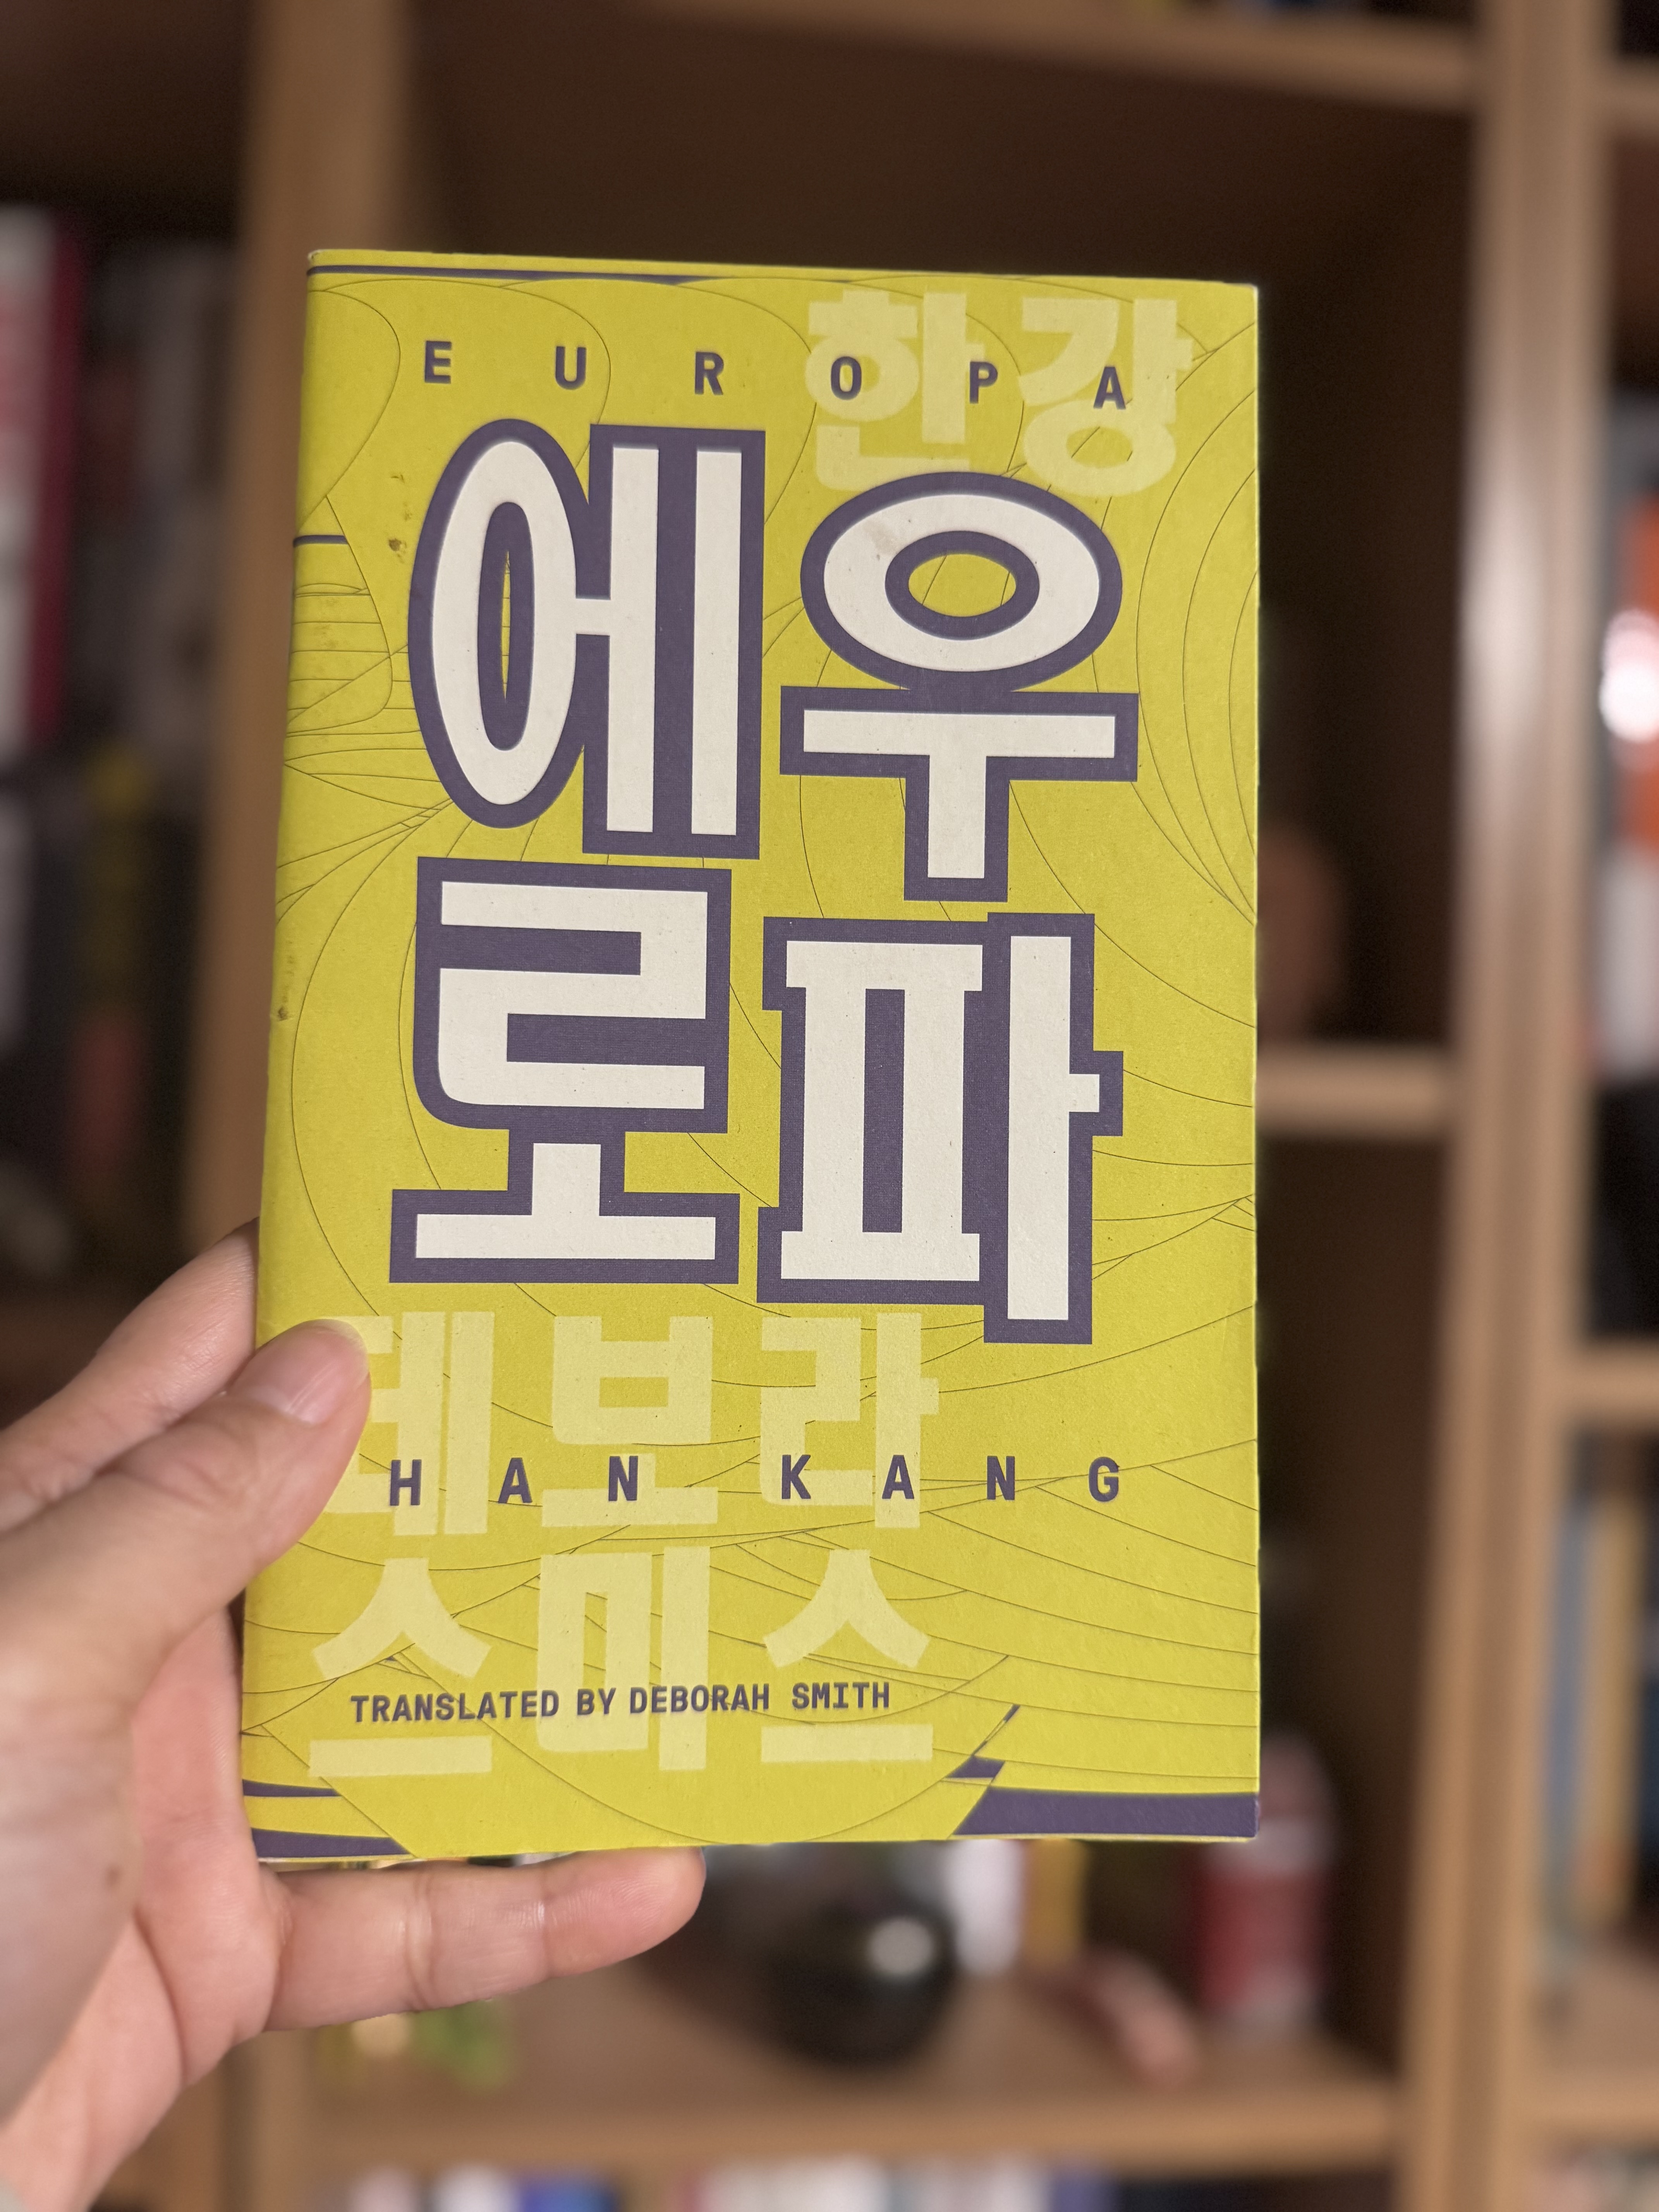 한강
EUROPA
에우
로파
데보라
HAN KANG
스미스
TRANSLATED BY DEBORAH SMITH